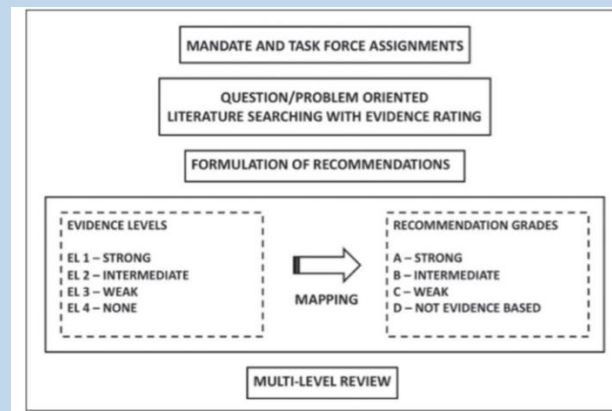 MANDATE AND TASK FORCE ASSIGNMENTS
QUESTION/PROBLEM ORIENTED
LITERATURE SEARCHING WITH EVIDENCE RATING
FORMULATION OF RECOMMENDATIONS
EVIDENCE LEVELS
EL 1 – STRONG
EL 2 – INTERMEDIATE
EL 3 – WEAK
EL 4 – NONE
MAPPING
RECOMMENDATION GRADES
A – STRONG
B – INTERMEDIATE
C – WEAK
D – NOT EVIDENCE BASED
MULTI-LEVEL REVIEW